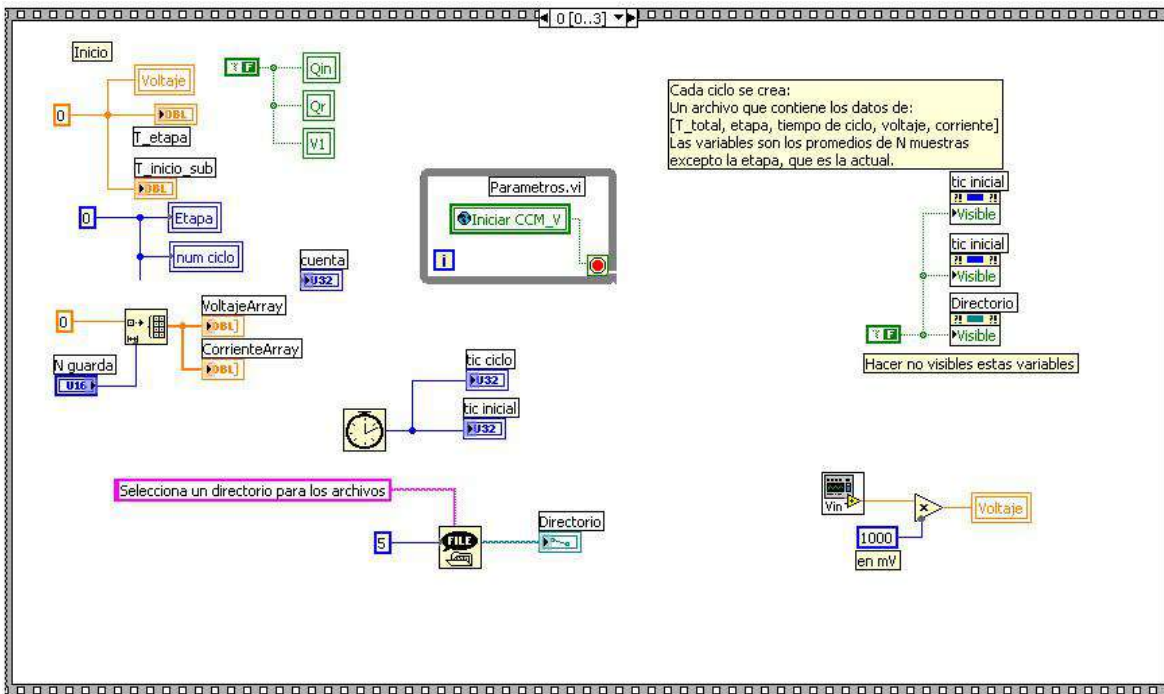 0 [0..3]
Inicio
Voltaje
0
DBL
T_etapa
T_inicio_sub
DBL
F
Qin
Qr
V1
0
Etapa
num ciclo
cuenta
U32
Parametros.vi
Iniciar CCM_V
i
Cada ciclo se crea:
Un archivo que contiene los datos de:
[T_total, etapa, tiempo de ciclo, voltaje, corriente]
Las variables son los promedios de N muestras
excepto la etapa, que es la actual.
tic inicial
Visible
tic inicial
Visible
Directorio
F
Visible
Hacer no visibles estas variables
0
VoltajeArray
DBL
CorrienteArray
DBL
N guarda
U16
tic ciclo
U32
tic inicial
U32
Selecciona un directorio para los archivos
5
FILE
Directorio
Vin
x
Voltaje
1000
en mV